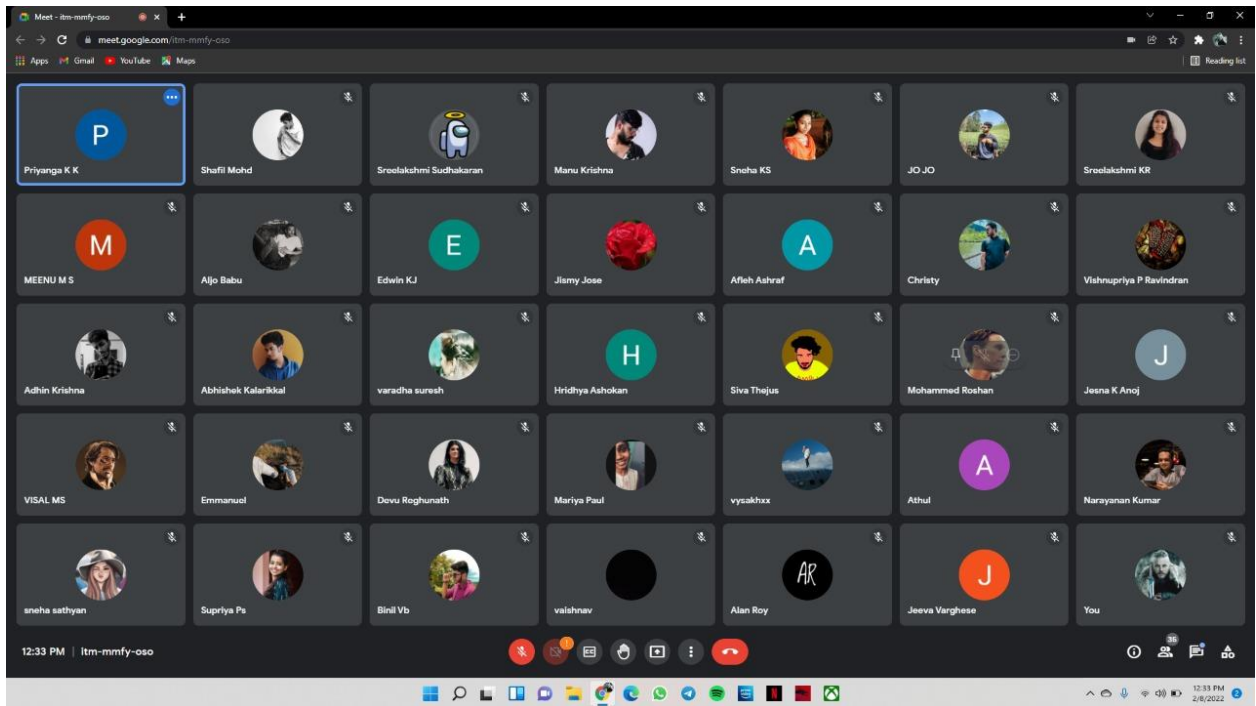 Meet - itm-mmfy-oso
meet.google.com/itm-mmfy-oso
Apps Gmail YouTube Maps Reading list
P
Priyanga K K
Shafil Mohd
Sreelakshmi Sudhakaran
Manu Krishna
Sneha KS
JO JO
Sreelakshmi KR
M
MEENU M S
Aljo Babu
E
Edwin KJ
Jismy Jose
A
Afieh Ashraf
Christy
Vishnupriya P Ravindran
Adhin Krishna
Abhishek Kalarikkal
varadha suresh
H
Hridhya Ashokan
Siva Thejus
Mohammed Roshan
J
Jesna K Anoj
VISAL MS
Emmanuel
Devu Reghunath
Mariya Paul
vysakhxx
A
Athul
Narayanan Kumar
sneha sathyan
Supriya Ps
Binil Vb
vaishnav
AR
Alan Roy
J
Jeeva Varghese
You
12:33 PM | itm-mmfy-oso
35
12:33 PM
2/8/2022